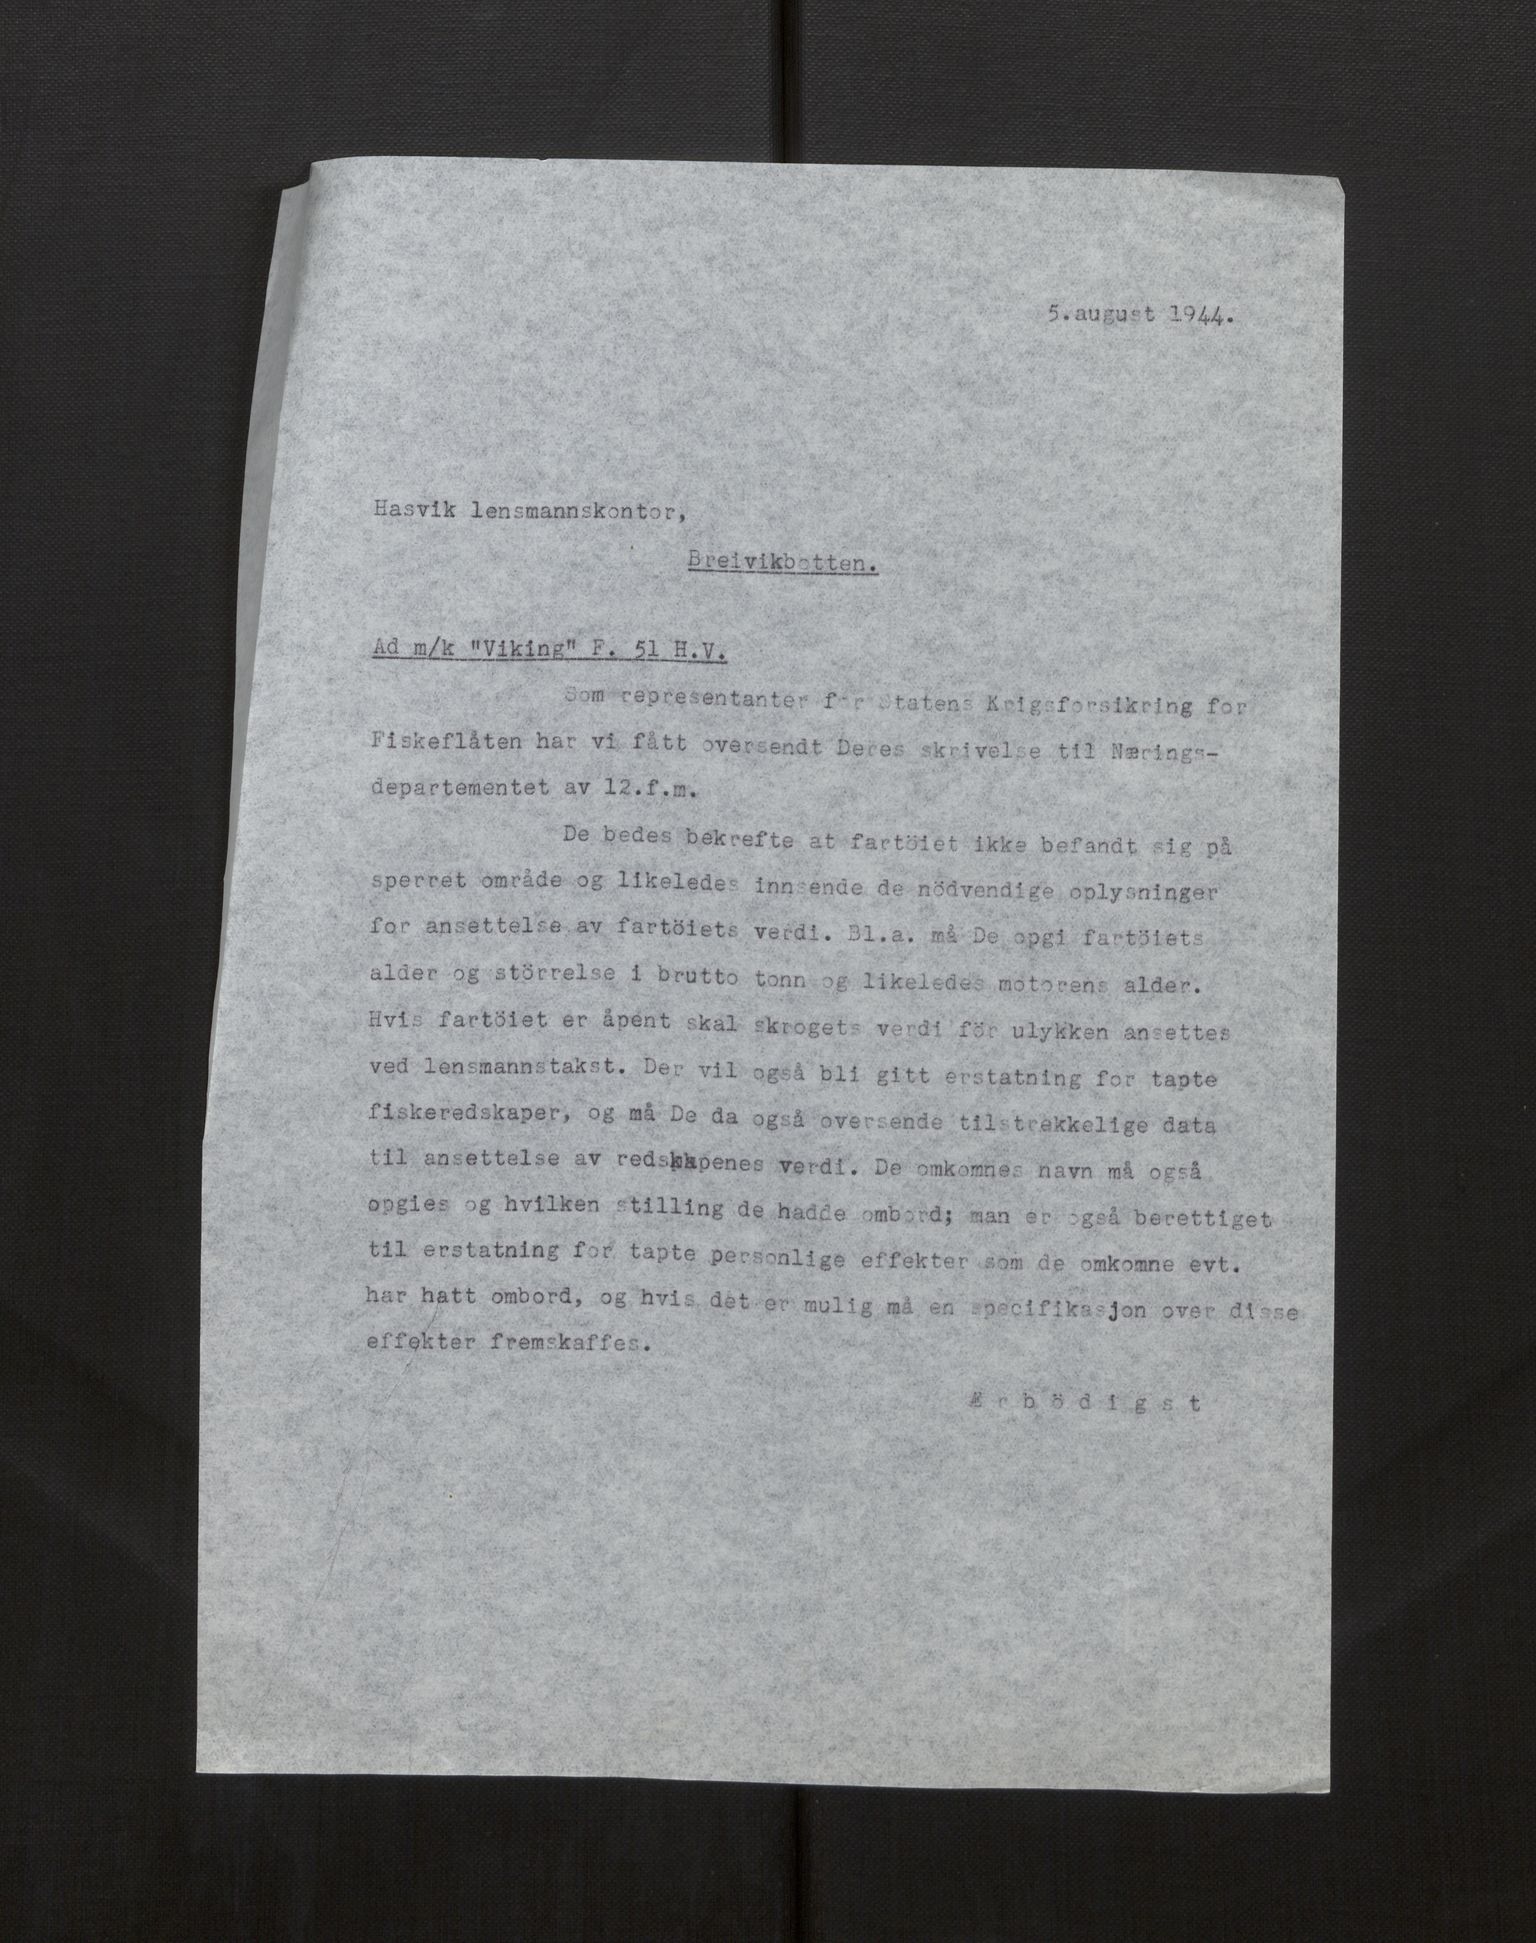 5.august 1944.
Hasvik lensmannskontor,
Breivikbotten.
Ad m/k "Viking" F. 51 H.V.
Som representanter for Statens Krigsforsikring for
Fiskeflåten har vi fått oversendt Deres skrivelse til Nærings-
departementet av 12.f.m.
De bedes bekrefte at fartöiet ikke befandt sig på
sperret område og likeledes innsende de nödvendige oplysninger
for ansettelse av fartöiets verdi. Bl.a. må De opgi fartöiets
alder og störrelse i brutto tonn og likeledes motorens alder.
Hvis fartöiet er åpent skal skrogets verdi för ulykken ansettes
ved lensmannstakst. Der vil også bli gitt erstatning for tapte
fiskeredskaper, og må De da også oversende tilstrekkelige data
til ansettelse av redskapenes verdi. De omkomnes navn må også
opgies og hvilken stilling de hadde ombord; man er også berettiget
til erstatning for tapte personlige effekter som de omkomne evt.
har hatt ombord, og hvis det er mulig må en specifikasjon over disse
effekter fremskaffes.
Æ r b ö d i g s t